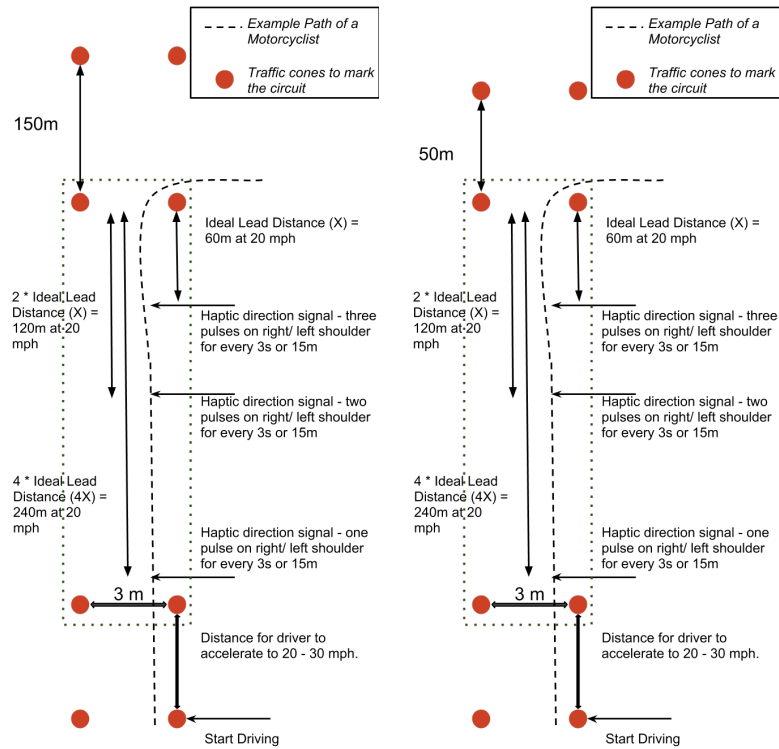 Example Path of a
Motorcyclist
Traffic cones to mark
the circuit
150m
Ideal Lead Distance (X) =
60m at 20 mph
2 * Ideal Lead
Distance (X) =
120m at 20
mph
Haptic direction signal - three
pulses on right/ left shoulder
for every 3s or 15m
Haptic direction signal - two
pulses on right/ left shoulder
for every 3s or 15m
4 * Ideal Lead
Distance (4X) =
240m at 20
mph
Haptic direction signal - one
pulse on right/ left shoulder
for every 3s or 15m
3 m
Distance for driver to
accelerate to 20 - 30 mph.
Start Driving
Example Path of a
Motorcyclist
Traffic cones to mark
the circuit
50m
Ideal Lead Distance (X) =
60m at 20 mph
2 * Ideal Lead
Distance (X) =
120m at 20
mph
Haptic direction signal - three
pulses on right/ left shoulder
for every 3s or 15m
Haptic direction signal - two
pulses on right/ left shoulder
for every 3s or 15m
4 * Ideal Lead
Distance (4X) =
240m at 20
mph
Haptic direction signal - one
pulse on right/ left shoulder
for every 3s or 15m
3 m
Distance for driver to
accelerate to 20 - 30 mph.
Start Driving